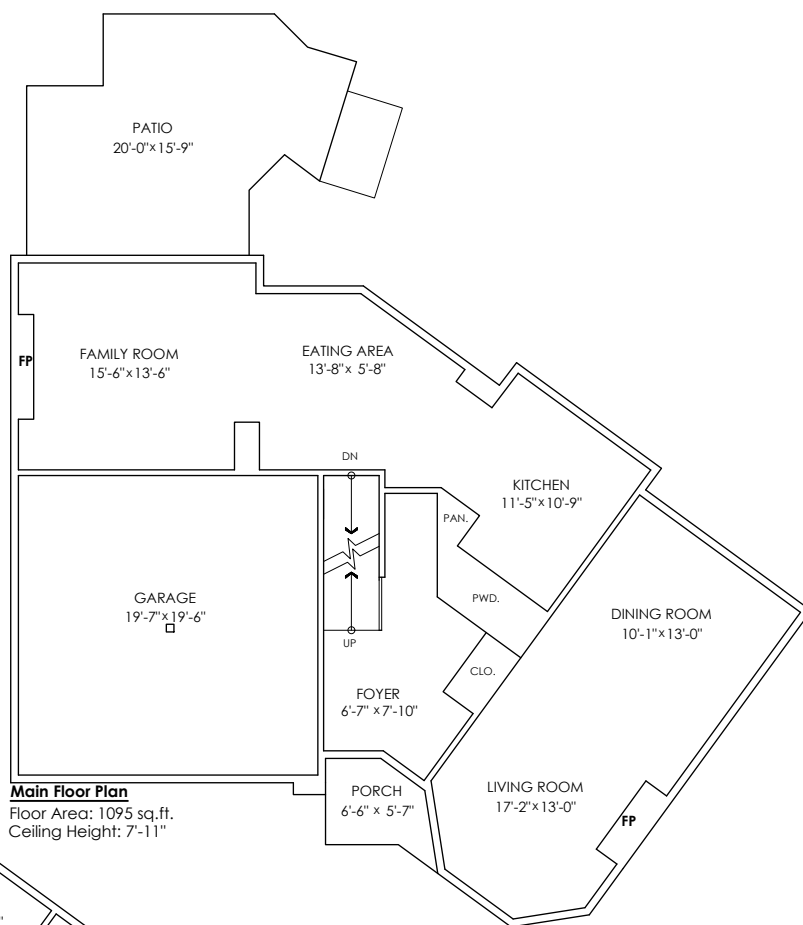 PATIO
20'-0"x15'-9"
FP
FAMILY ROOM
15'-6"x13'-6"
EATING AREA
13'-8"x 5'-8"
DN
KITCHEN
11'-5"x10'-9"
PAN.
GARAGE
19'-7"x19'-6"
PWD.
DINING ROOM
10'-1"x13'-0"
UP
CLO.
FOYER
6'-7" x 7'-10"
PORCH
6'-6" x 5'-7"
LIVING ROOM
17'-2"x13'-0"
FP
Main Floor Plan
Floor Area: 1095 sq.ft.
Ceiling Height: 7'-11"
"